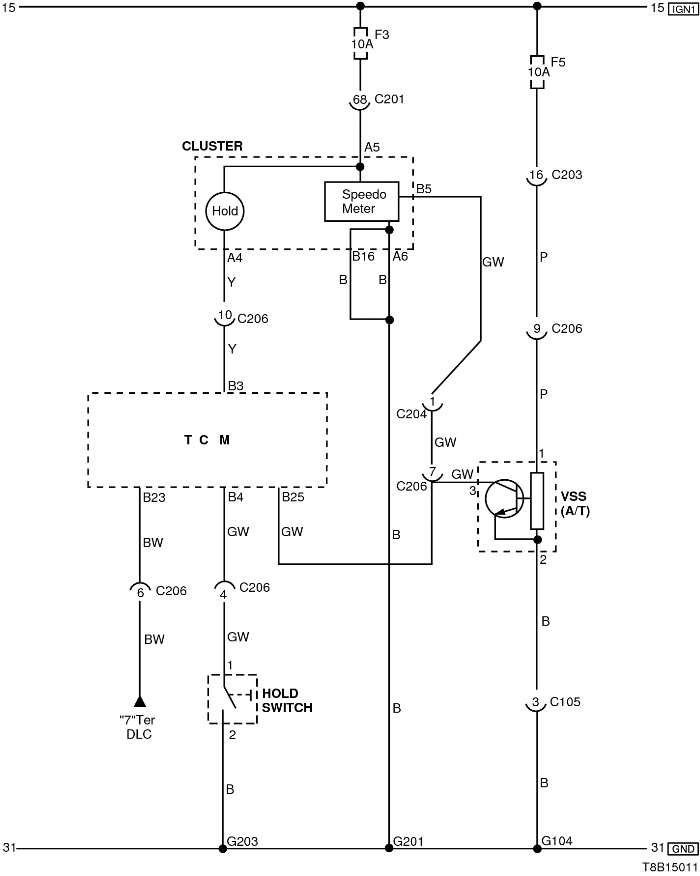 15
15 IGN1
F3
10A
F5
10A
68 C201
CLUSTER
A5
16 C203
Hold
Speedo
Meter
B5
A4
B16
A6
Y
B
B
GW
P
10 C206
9 C206
Y
B3
P
1
C204
T C M
GW
7
C206
GW
3
1
VSS
(A/T)
B23
B4
B25
BW
GW
GW
B
2
6 C206
4 C206
BW
GW
B
1
HOLD
SWITCH
2
"7"Ter
DLC
B
3 C105
B
B
G203
G201
G104
31
31 GND
T8B15011